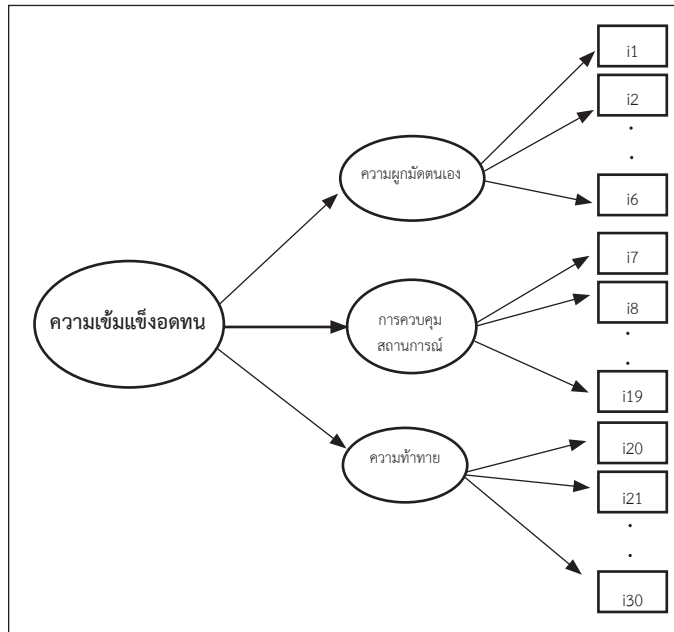 i1
i2
ความผูกมัดตนเอง
i6
i7
ความเข้มแข็งอดทน
การควบคุม
สถานการณ์
i8
i19
ความท้าทาย
i20
i21
i30